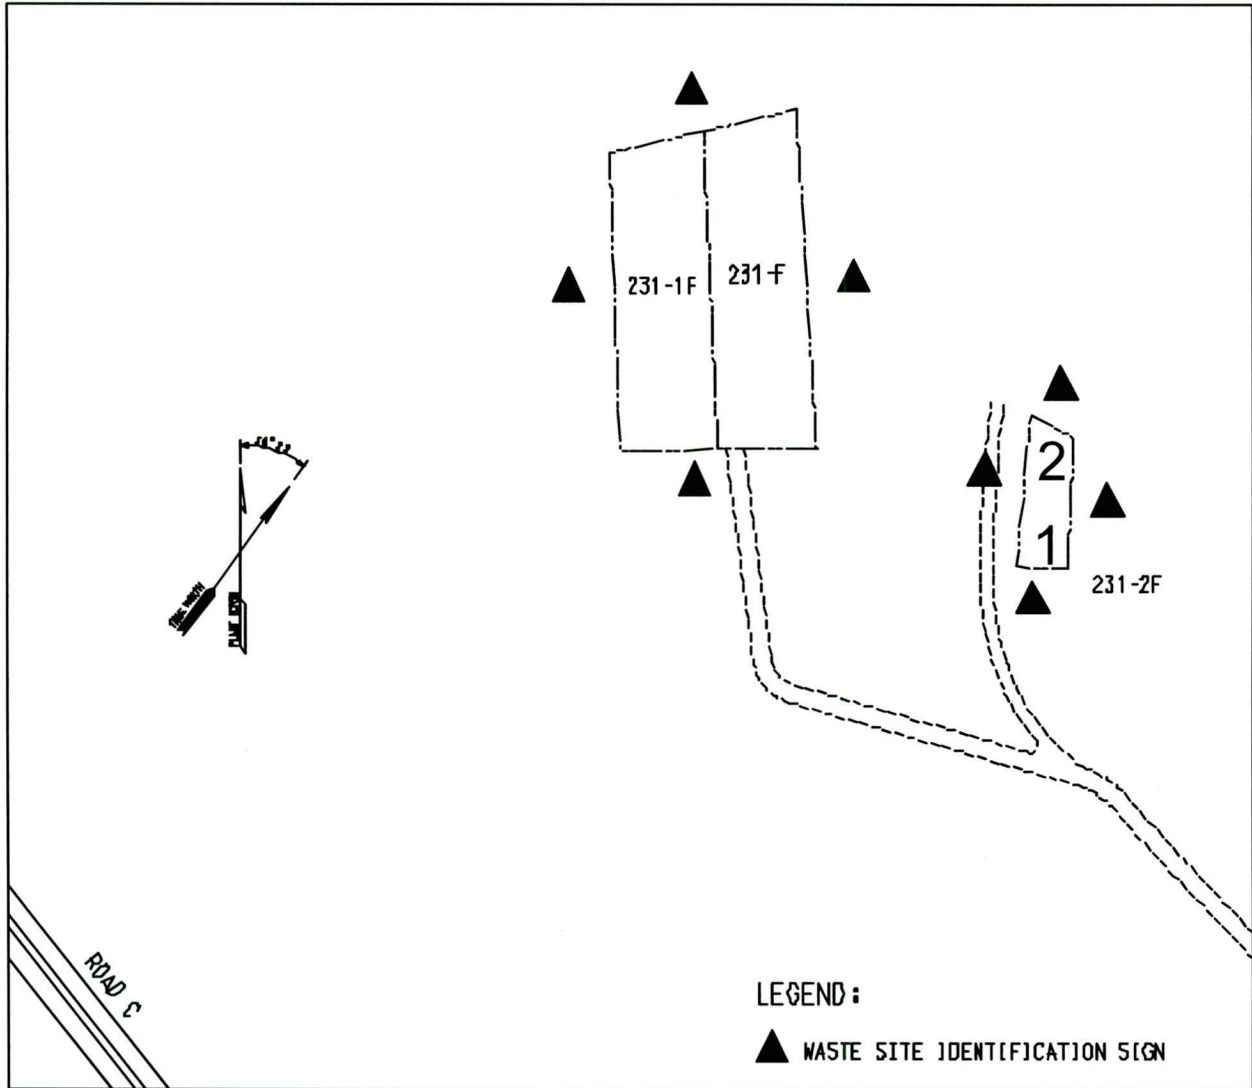 231-1F
231-F
2
1
231-2F
ROAD C
LEGEND:
WASTE SITE IDENTIFICATION SIGN